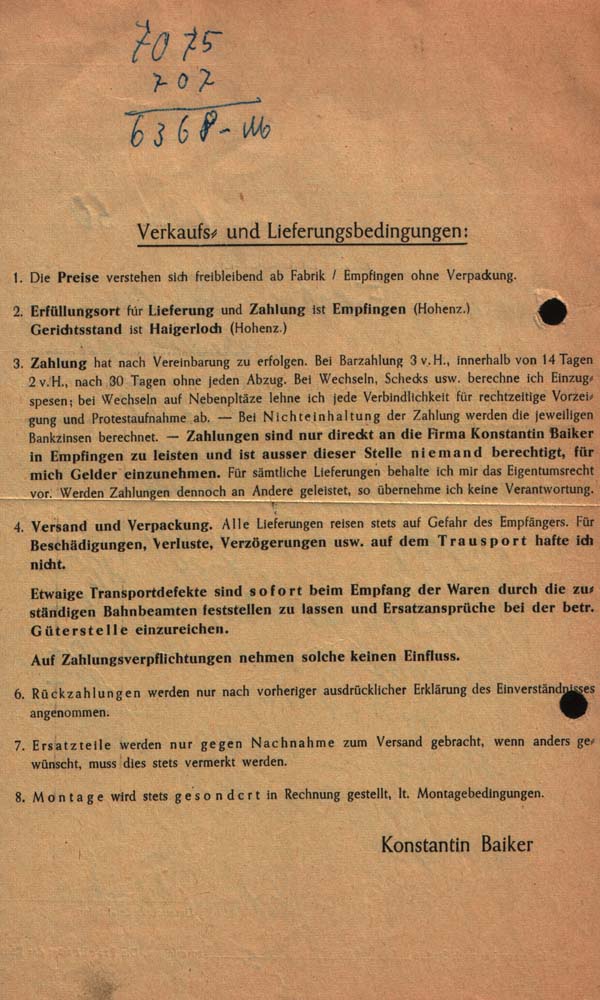 7075
707
6368.- M
Verkaufs- und Lieferungsbedingungen:
1. Die Preise verstehen sich freibleibend ab Fabrik / Empfingen ohne Verpackung.
2. Erfüllungsort für Lieferung und Zahlung ist Empfingen (Hohenz.)
Gerichtsstand ist Haigerloch (Hohenz.)
3. Zahlung hat nach Vereinbarung zu erfolgen. Bei Barzahlung 3 v. H., innerhalb von 14 Tagen
2 v. H., nach 30 Tagen ohne jeden Abzug. Bei Wechseln, Schecks usw. berechne ich Einzug-
spesen; bei Wechseln auf Nebenpltäze lehne ich jede Verbindlichkeit für rechtzeitige Vorzei-
gung und Protestaufnahme ab. — Bei Nichteinhaltung der Zahlung werden die jeweiligen
Bankzinsen berechnet. — Zahlungen sind nur direkt an die Firma Konstantin Baiker
in Empfingen zu leisten und ist ausser dieser Stelle niemand berechtigt, für
mich Gelder einzunehmen. Für sämtliche Lieferungen behalte ich mir das Eigentumsrecht
vor. Werden Zahlungen dennoch an Andere geleistet, so übernehme ich keine Verantwortung.
4. Versand und Verpackung. Alle Lieferungen reisen stets auf Gefahr des Empfängers. Für
Beschädigungen, Verluste, Verzögerungen usw. auf dem Trausport hafte ich
nicht.
Etwaige Transportdefekte sind sofort beim Empfang der Waren durch die zu-
ständigen Bahnbeamten feststellen zu lassen und Ersatzansprüche bei der betr.
Güterstelle einzureichen.
Auf Zahlungsverpflichtungen nehmen solche keinen Einfluss.
6. Rückzahlungen werden nur nach vorheriger ausdrücklicher Erklärung des Einverständnisses
angenommen.
7. Ersatzteile werden nur gegen Nachnahme zum Versand gebracht, wenn anders ge-
wünscht, muss dies stets vermerkt werden.
8. Montage wird stets gesondert in Rechnung gestellt, lt. Montagebedingungen.
Konstantin Baiker